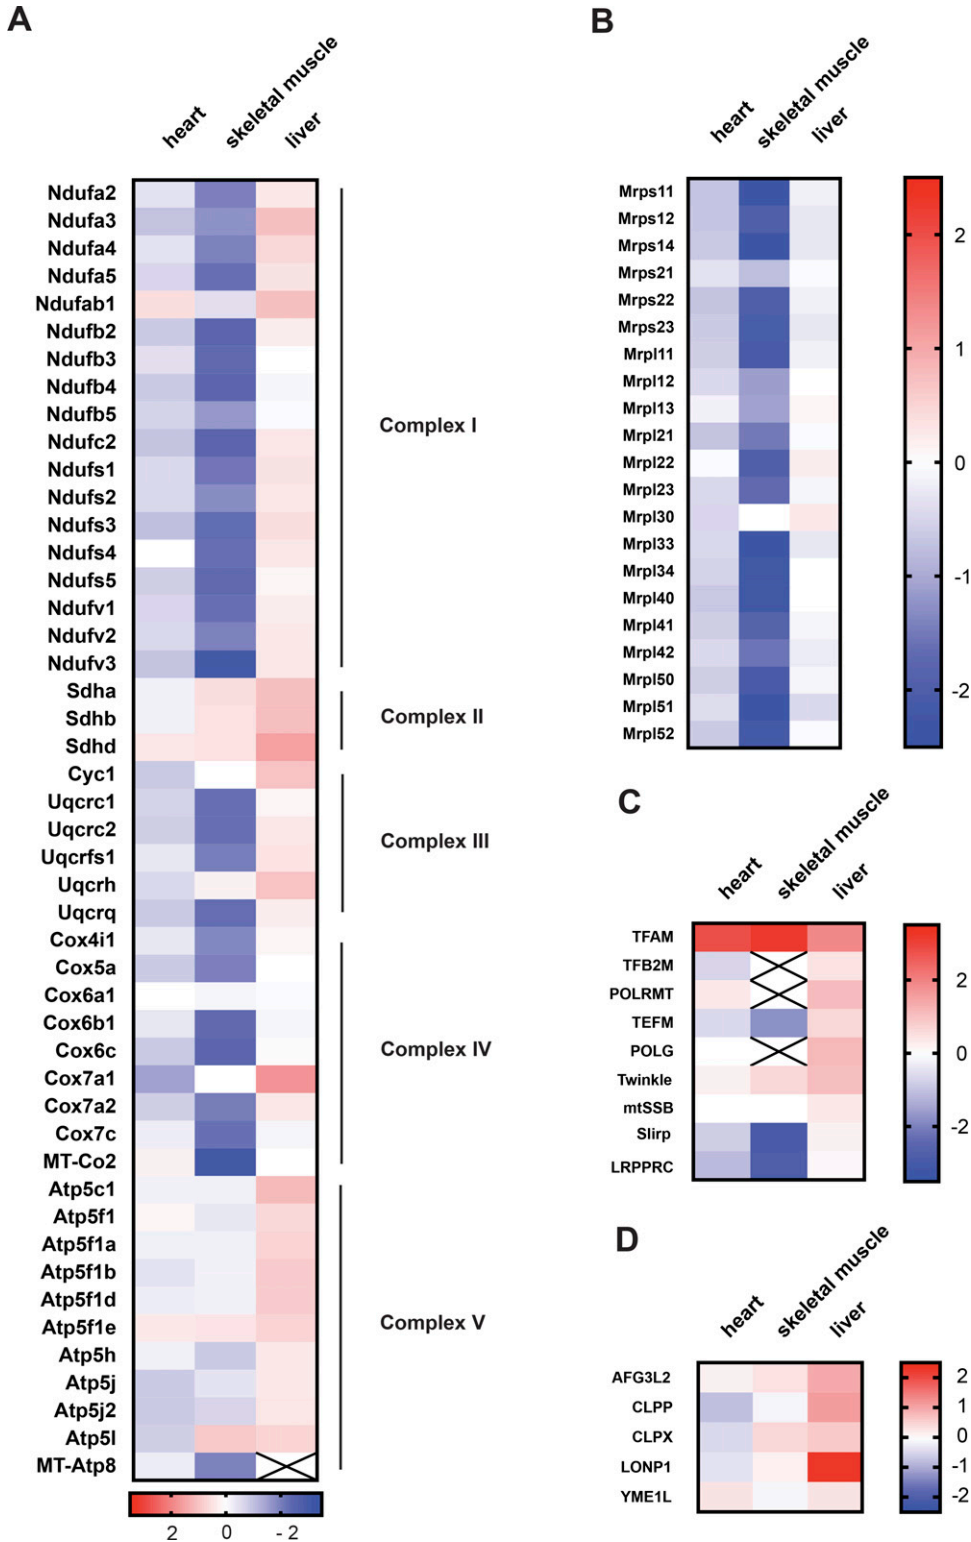 A
heart
skeletal muscle
liver
Ndufa2
Ndufa3
Ndufa4
Ndufa5
Ndufab1
Ndufb2
Ndufb3
Ndufb4
Ndufb5
Ndufc2
Ndufs1
Ndufs2
Ndufs3
Ndufs4
Ndufs5
Ndufv1
Ndufv2
Ndufv3
Sdha
Sdhb
Sdhd
Cyc1
Uqcrc1
Uqcrc2
Uqcrfs1
Uqcrh
Uqcrq
Cox4i1
Cox5a
Cox6a1
Cox6b1
Cox6c
Cox7a1
Cox7a2
Cox7c
MT-Co2
Atp5c1
Atp5f1
Atp5f1a
Atp5f1b
Atp5f1d
Atp5f1e
Atp5h
Atp5j
Atp5j2
Atp5l
MT-Atp8
Complex I
Complex II
Complex III
Complex IV
Complex V
2 0 - 2
B
heart
skeletal muscle
liver
Mrps11
Mrps12
Mrps14
Mrps21
Mrps22
Mrps23
Mrpl11
Mrpl12
Mrpl13
Mrpl21
Mrpl22
Mrpl23
Mrpl30
Mrpl33
Mrpl34
Mrpl40
Mrpl41
Mrpl42
Mrpl50
Mrpl51
Mrpl52
2
1
0
-1
-2
C
heart
skeletal muscle
liver
TFAM
TFB2M
POLRMT
TEFM
POLG
Twinkle
mtSSB
Slirp
LRPPRC
2
0
-2
D
heart
skeletal muscle
liver
AFG3L2
CLPP
CLPX
LONP1
YME1L
2
1
0
-1
-2